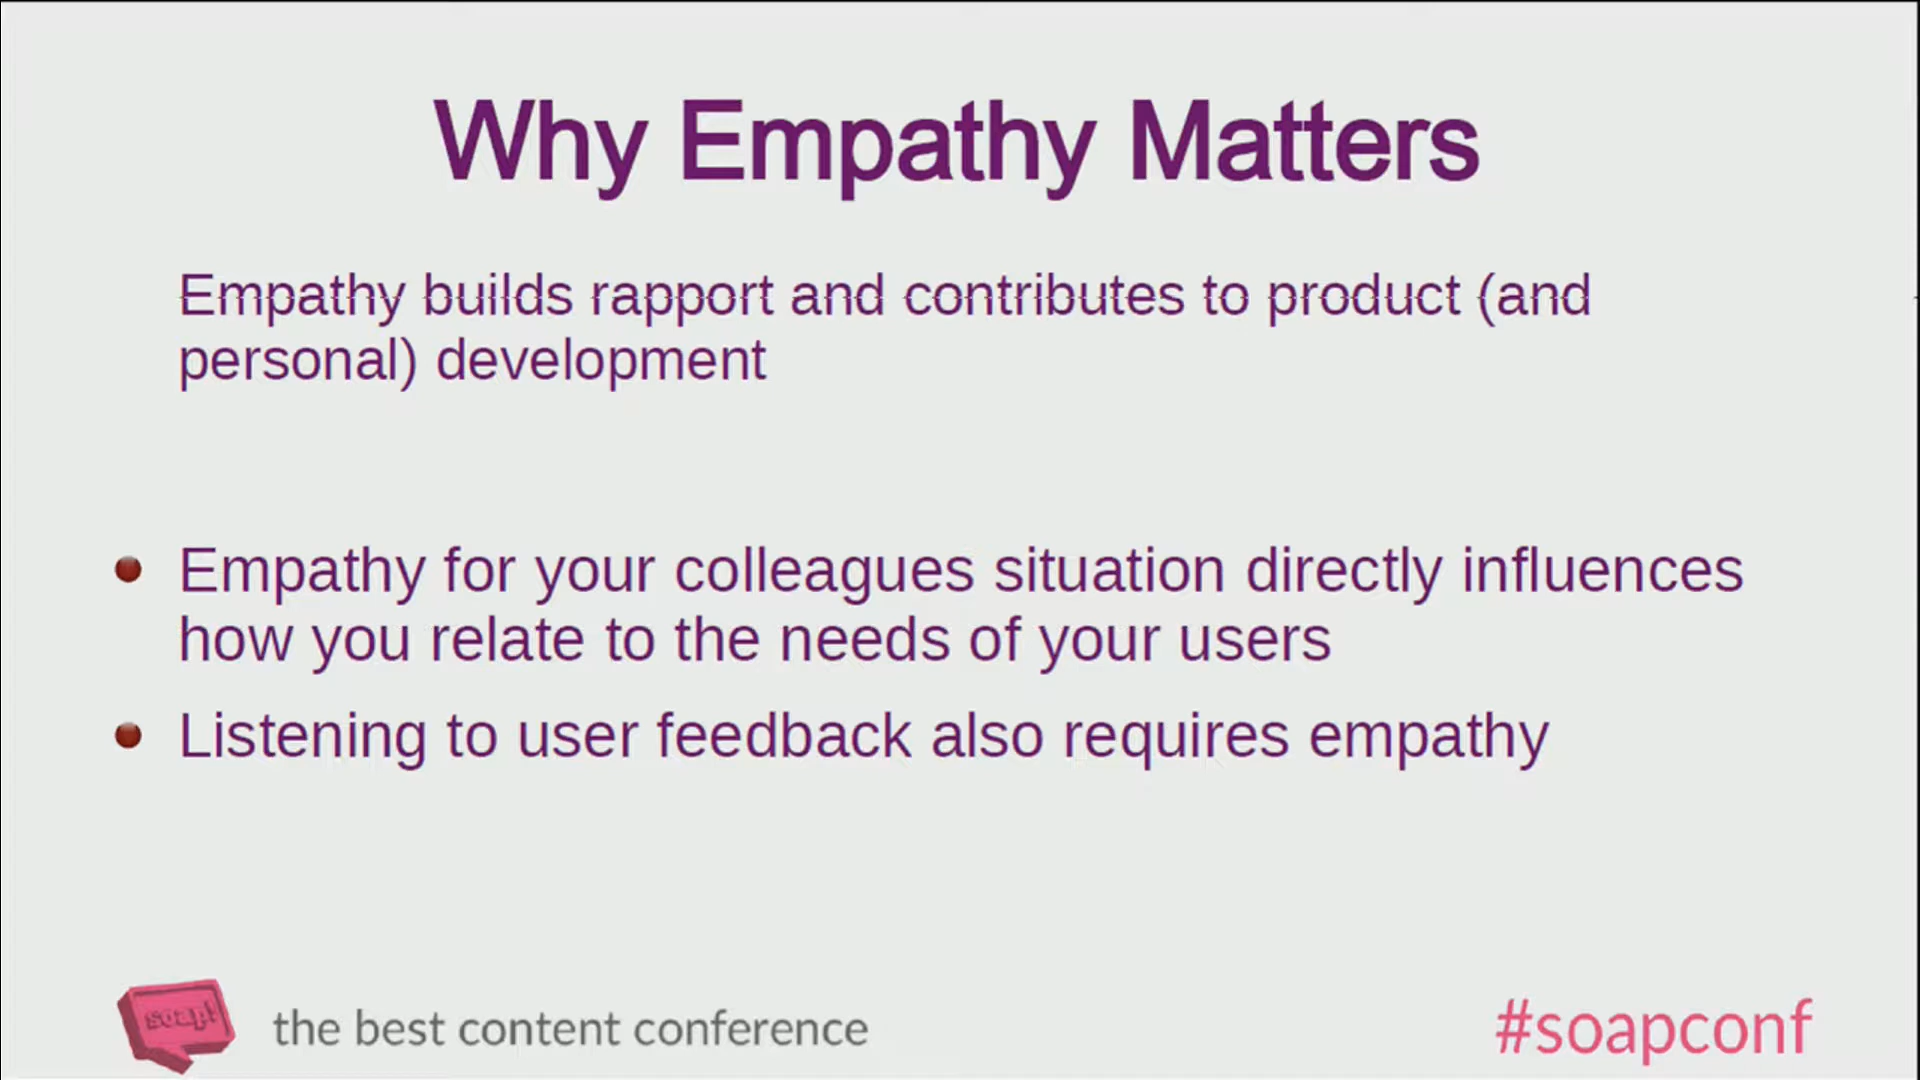 Why Empathy Matters
Empathy builds rapport and contributes to product (and
personal) development
Empathy for your colleagues situation directly influences
how you relate to the needs of your users
Listening to user feedback also requires empathy
soap!
the best content conference
#soapconf